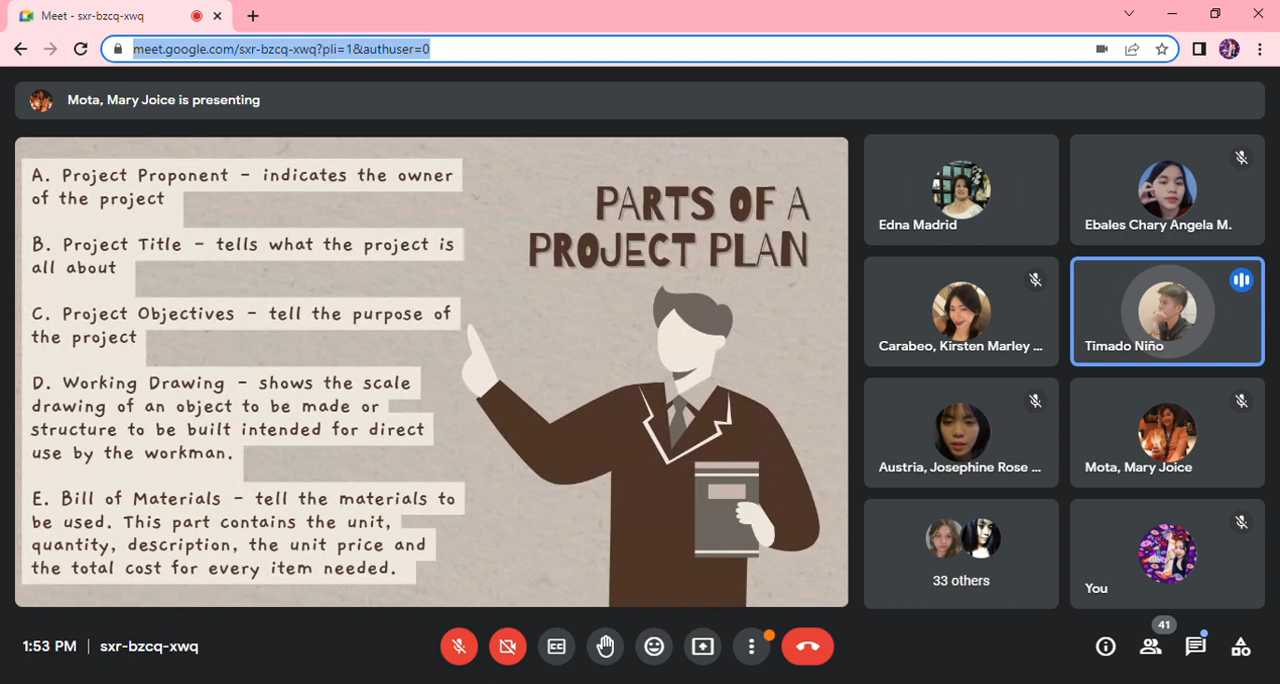 Meet - sxr-bzcq-xwq
meet.google.com/sxr-bzcq-xwq?pli=1&authuser=0
Mota, Mary Joice is presenting
A. Project Proponent - indicates the owner
of the project
B. Project Title - tells what the project is
all about
C. Project Objectives - tell the purpose of
the project
D. Working Drawing - shows the scale
drawing of an object to be made or
structure to be built intended for direct
use by the workman.
E. Bill of Materials - tell the materials to
be used. This part contains the unit,
quantity, description, the unit price and
the total cost for every item needed.
PARTS OF A
PROJECT PLAN
Edna Madrid
Ebales Chary Angela M.
Carabeo, Kirsten Marley ...
Timado Niño
Austria, Josephine Rose ...
Mota, Mary Joice
33 others
You
1:53 PM | sxr-bzcq-xwq
CC
41